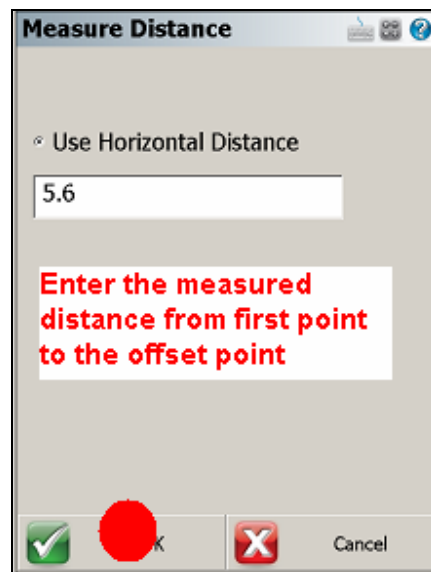 Measure Distance
Use Horizontal Distance
5.6
Enter the measured
distance from first point
to the offset point
Cancel